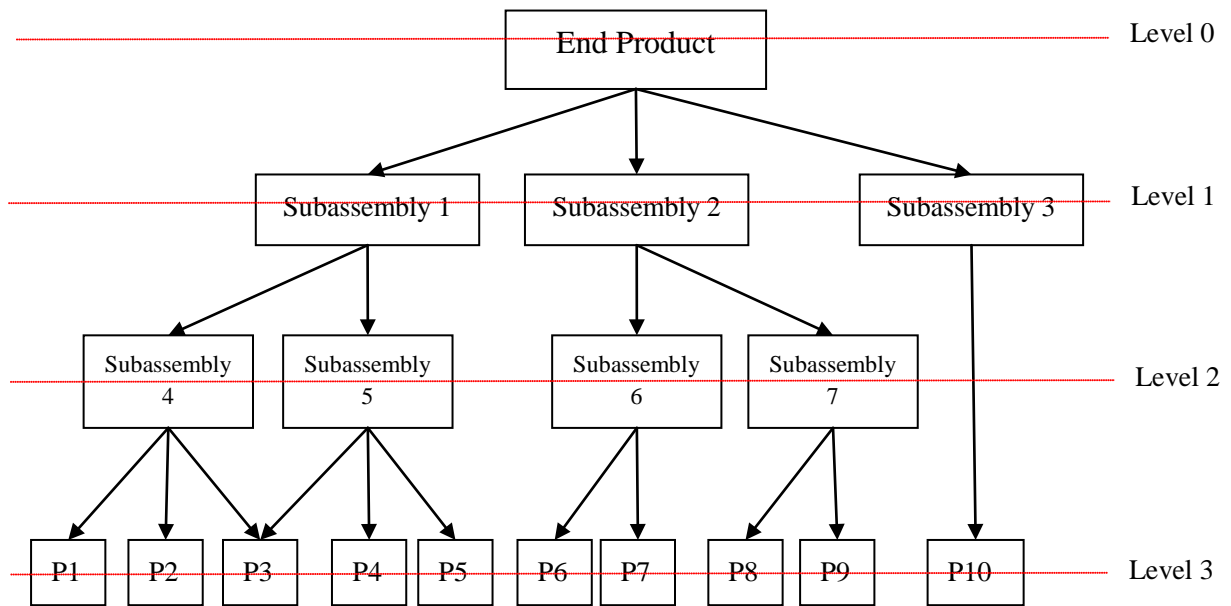 End Product
Level 0
Subassembly 1
Subassembly 2
Subassembly 3
Level 1
Subassembly
4
Subassembly
5
Subassembly
6
Subassembly
7
Level 2
P1
P2
P3
P4
P5
P6
P7
P8
P9
P10
Level 3